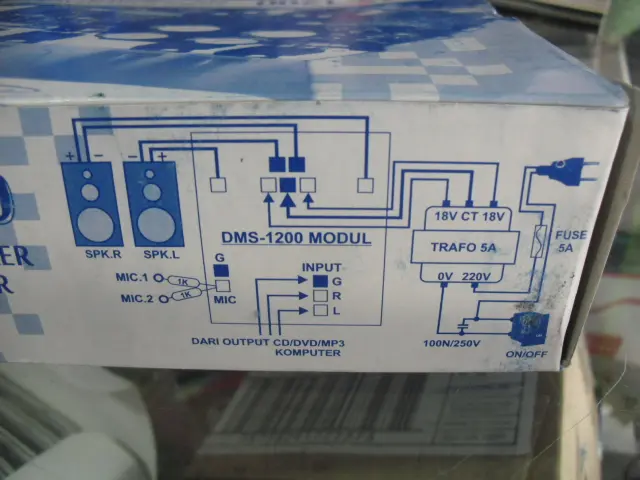 + - - +
SPK.R SPK.L
DMS-1200 MODUL
G
MIC.1 1K
MIC.2 1K
MIC
INPUT
G
R
L
DARI OUTPUT CD/DVD/MP3
KOMPUTER
18V CT 18V
TRAFO 5A
0V 220V
FUSE
5A
100N/250V
ON/OFF